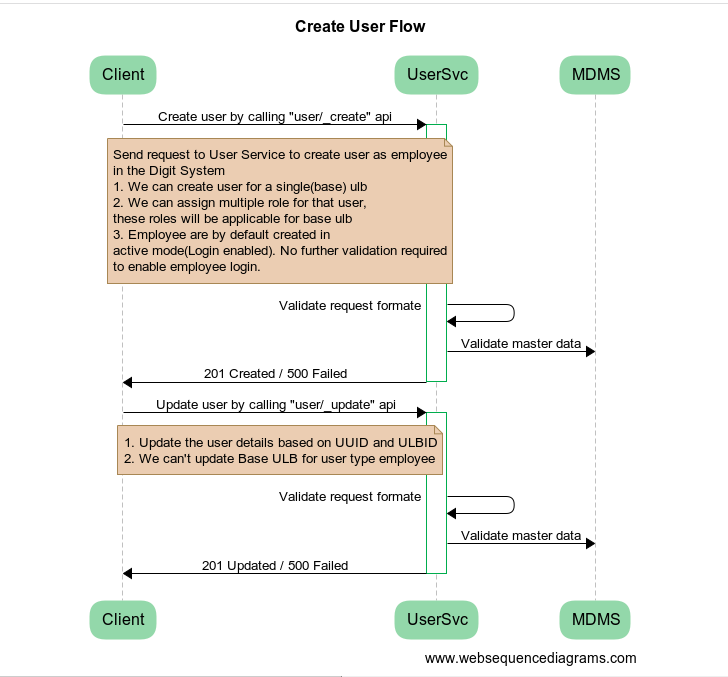 Create User Flow
Client
UserSvc
MDMS
Create user by calling "user/_create" api
Send request to User Service to create user as employee
in the Digit System
1. We can create user for a single(base) ulb
2. We can assign multiple role for that user,
these roles will be applicable for base ulb
3. Employee are by default created in
active mode(Login enabled). No further validation required
to enable employee login.
Validate request formate
Validate master data
201 Created / 500 Failed
Update user by calling "user/_update" api
1. Update the user details based on UUID and ULBID
2. We can't update Base ULB for user type employee
Validate request formate
Validate master data
201 Updated / 500 Failed
Client
UserSvc
MDMS
www.websequencediagrams.com